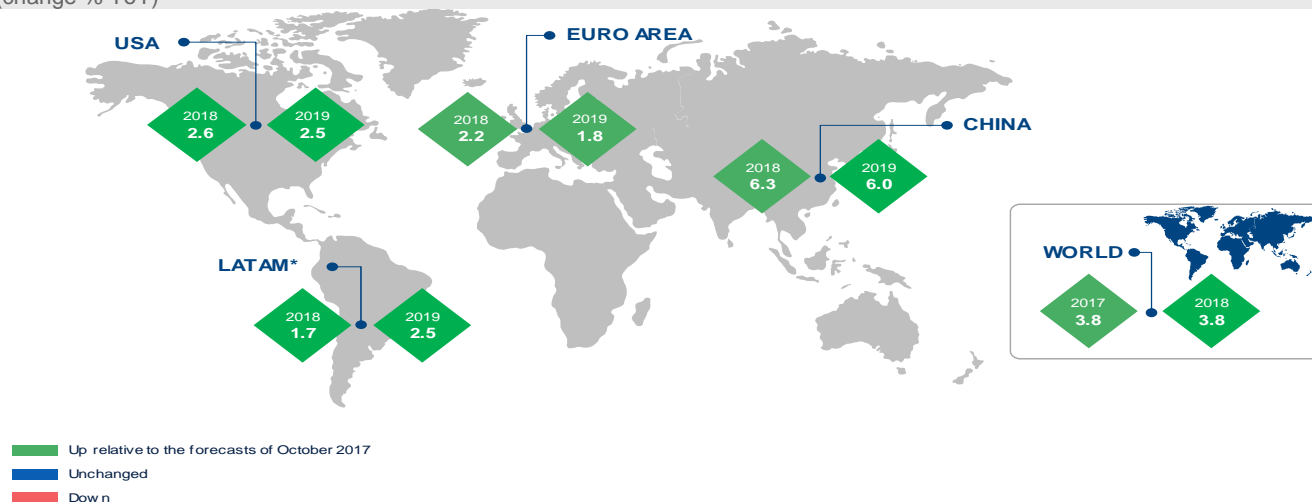 (change % YoY)
USA
EURO AREA
2018
2.6
2019
2.5
2018
2.2
2019
1.8
CHINA
2018
6.3
2019
6.0
LATAM*
2018
1.7
2019
2.5
WORLD
2017
3.8
2018
3.8
Up relative to the forecasts of October 2017
Unchanged
Down